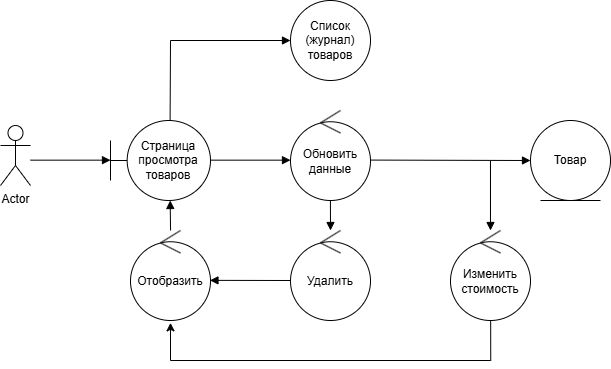 Список
(журнал)
товаров
Страница
просмотра
товаров
Обновить
данные
Товар
Actor
Отобразить
Удалить
Изменить
стоимость